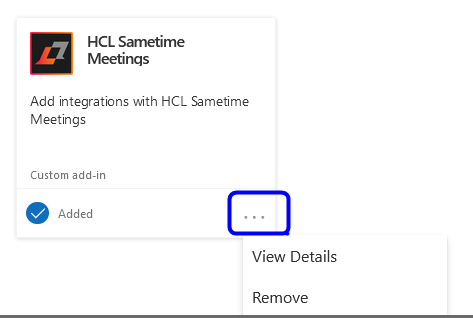 HCL Sametime
Meetings
Add integrations with HCL Sametime
Meetings
Custom add-in
Added
...
View Details
Remove